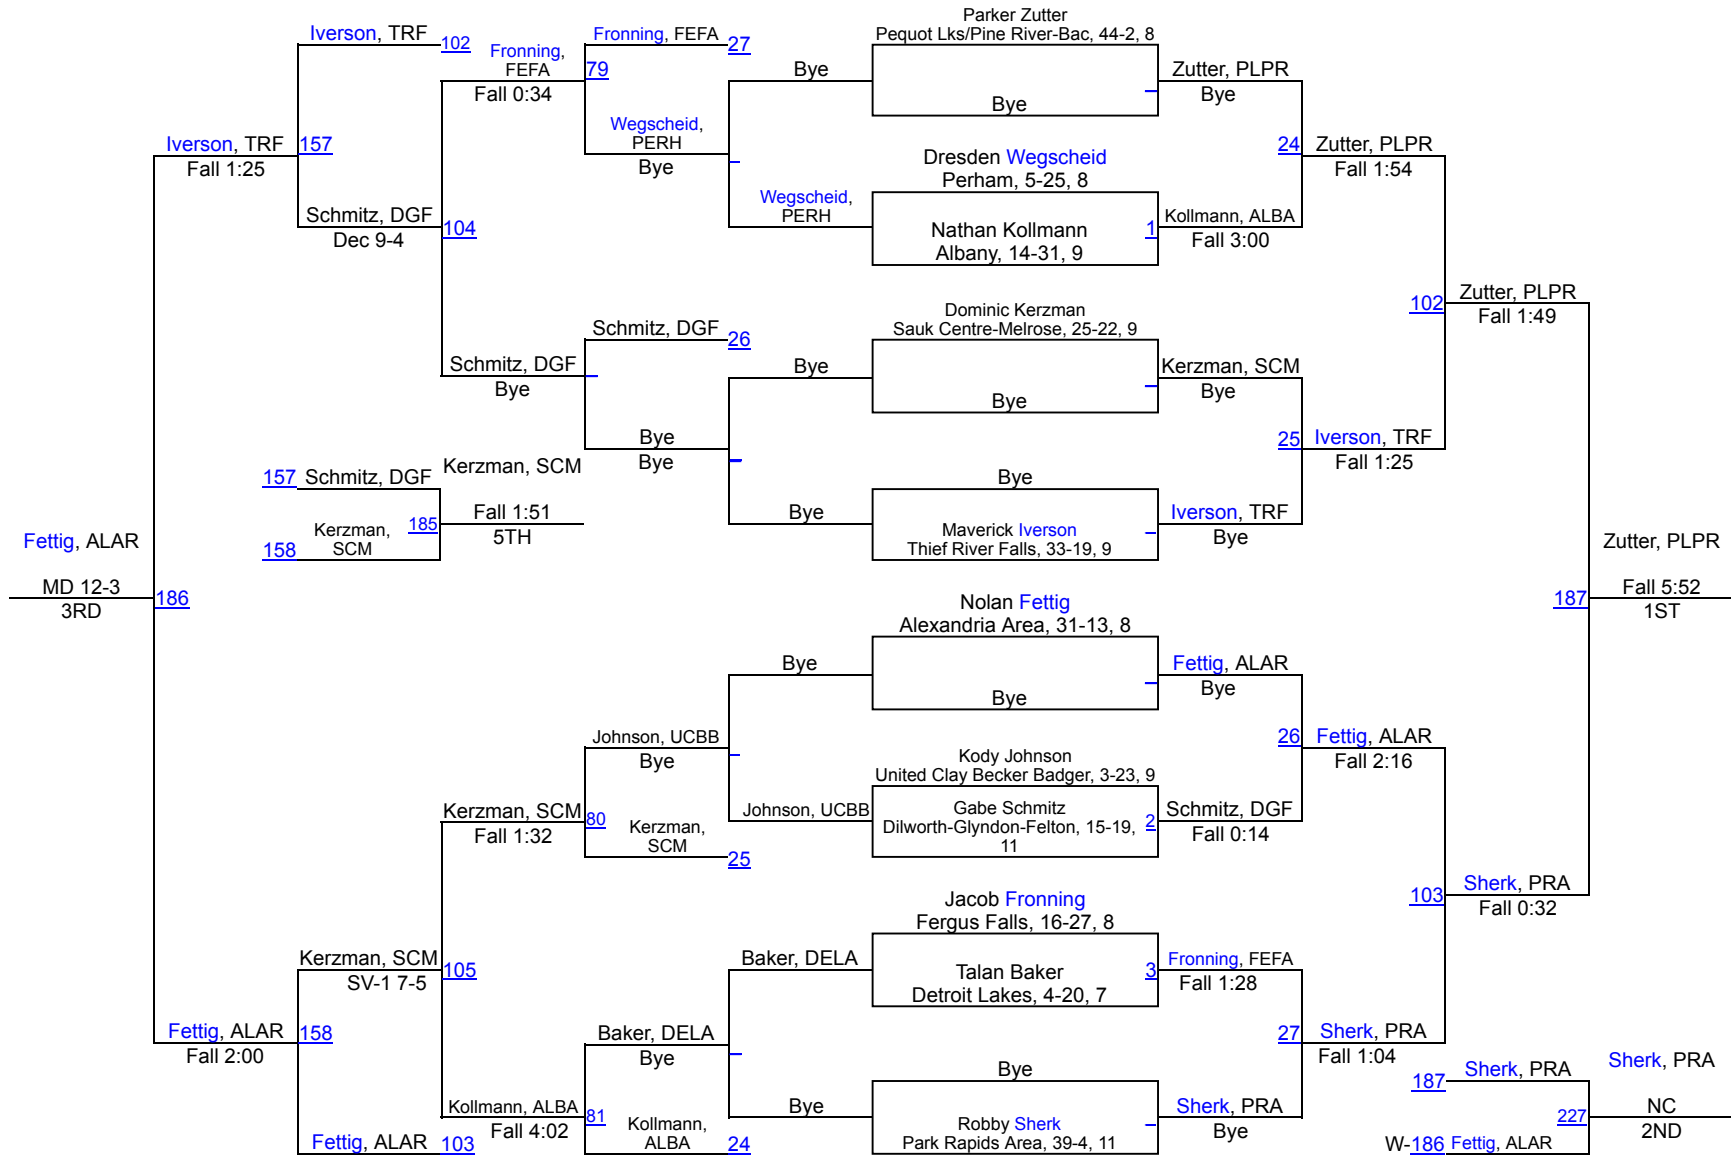 Parker Zutter
Pequot Lks/Pine River-Bac, 44-2, 8
Iverson, TRF
102
Fronning,
FEFA
Fall 0:34
79
Fronning, FEFA
27
Bye
Bye
Zutter, PLPR
Bye
Wegscheid,
PERH
Bye
Iverson, TRF
Fall 1:25
157
Dresden Wegscheid
Perham, 5-25, 8
24
Zutter, PLPR
Fall 1:54
Wegscheid,
PERH
Nathan Kollmann
Albany, 14-31, 9
1
Kollmann, ALBA
Fall 3:00
Schmitz, DGF
Dec 9-4
104
102
Zutter, PLPR
Fall 1:49
Dominic Kerzman
Sauk Centre-Melrose, 25-22, 9
Schmitz, DGF
26
Schmitz, DGF
Bye
Bye
Bye
Kerzman, SCM
Bye
Bye
Bye
25
Iverson, TRF
Fall 1:25
157
Schmitz, DGF
Kerzman, SCM
Bye
185
Fall 1:51
5TH
158
Kerzman,
SCM
Bye
Maverick Iverson
Thief River Falls, 33-19, 9
Iverson, TRF
Bye
Fettig, ALAR
MD 12-3
3RD
186
Zutter, PLPR
187
Fall 5:52
1ST
Nolan Fettig
Alexandria Area, 31-13, 8
Bye
Bye
Fettig, ALAR
Bye
Johnson, UCBB
Bye
26
Fettig, ALAR
Fall 2:16
Kody Johnson
United Clay Becker Badger, 3-23, 9
Kerzman, SCM
Fall 1:32
80
Kerzman,
SCM
25
Johnson, UCBB
Gabe Schmitz
Dilworth-Glyndon-Felton, 15-19,
11
2
Schmitz, DGF
Fall 0:14
103
Sherk, PRA
Fall 0:32
Jacob Fronning
Fergus Falls, 16-27, 8
Kerzman, SCM
SV-1 7-5
105
Baker, DELA
Talan Baker
Detroit Lakes, 4-20, 7
3
Fronning, FEFA
Fall 1:28
Fettig, ALAR
Fall 2:00
158
Baker, DELA
Bye
27
Sherk, PRA
Fall 1:04
Bye
187
Sherk, PRA
Sherk, PRA
Kollmann, ALBA
Fall 4:02
81
Bye
Robby Sherk
Park Rapids Area, 39-4, 11
Sherk, PRA
Bye
227
NC
2ND
Fettig, ALAR
103
Kollmann,
ALBA
24
W-186
Fettig, ALAR